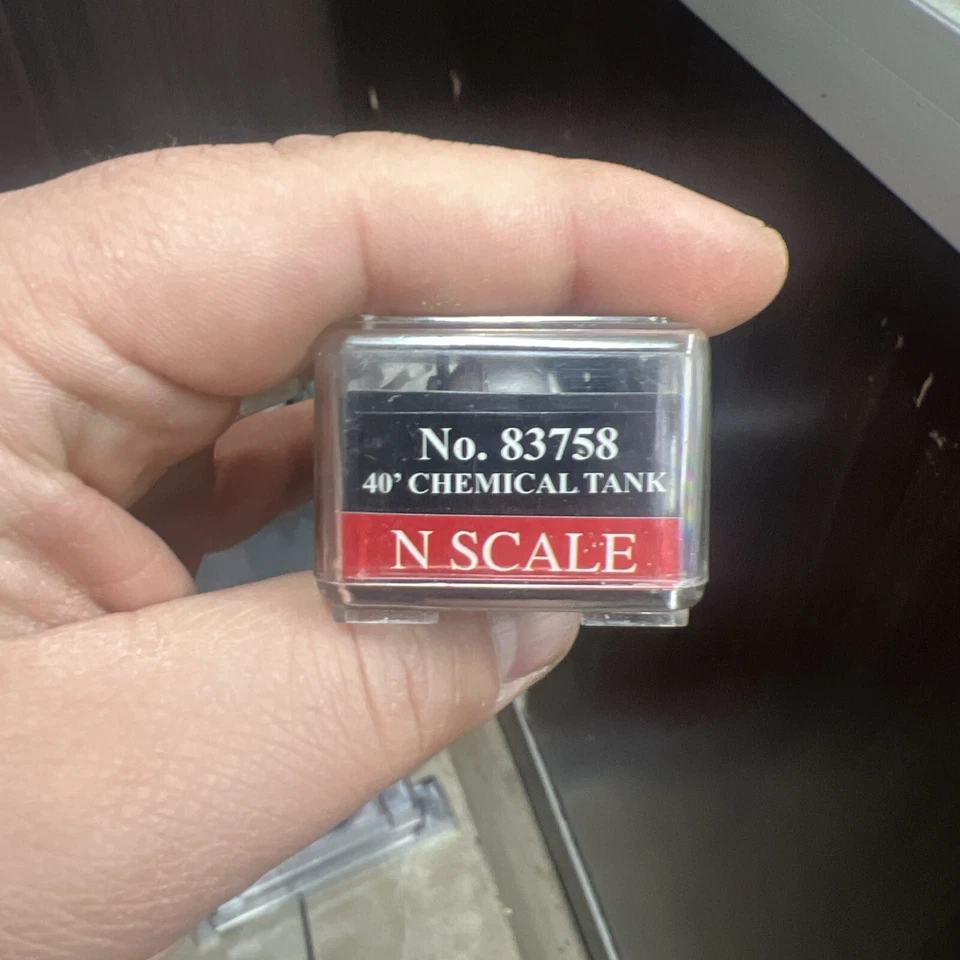 No. 83758
40’ CHEMICAL TANK
N SCALE